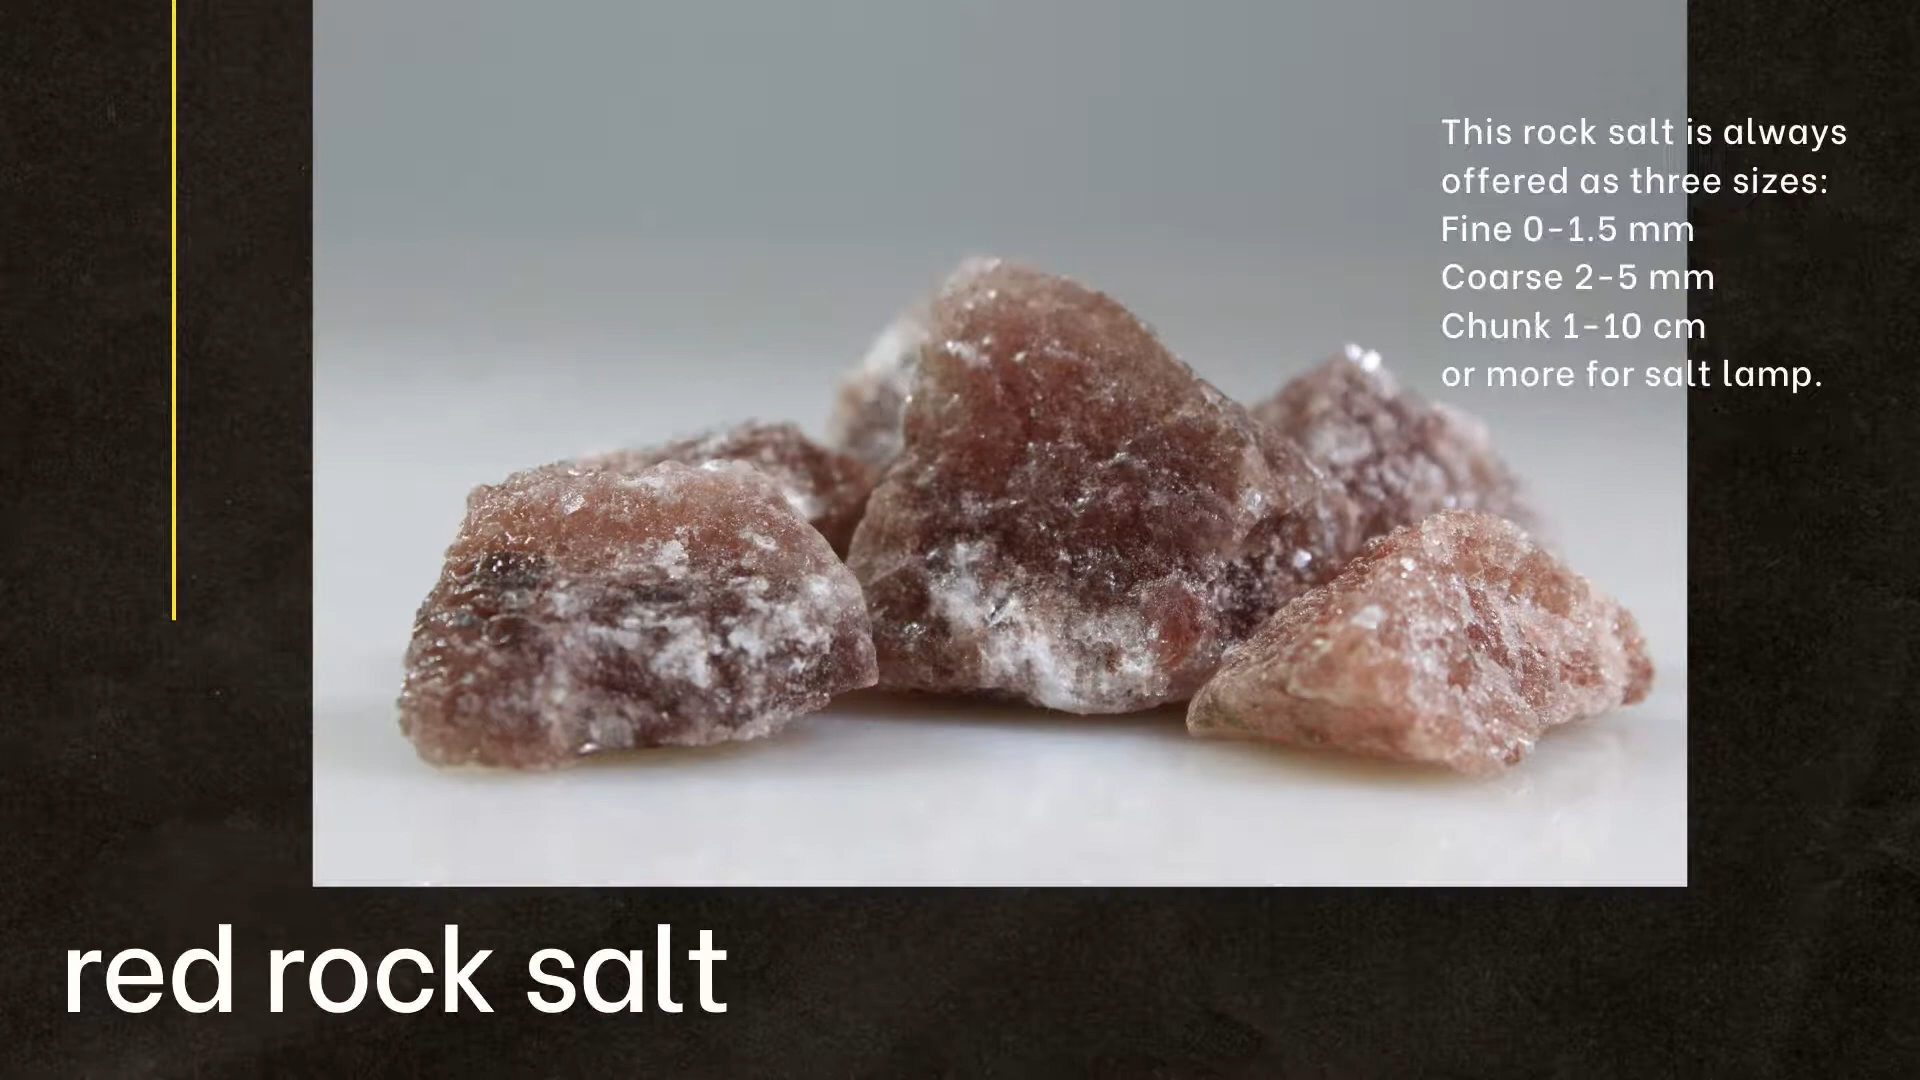 This rock salt is always
offered as three sizes:
Fine 0-1.5 mm
Coarse 2-5 mm
Chunk 1-10 cm
or more for salt lamp.
red rock salt